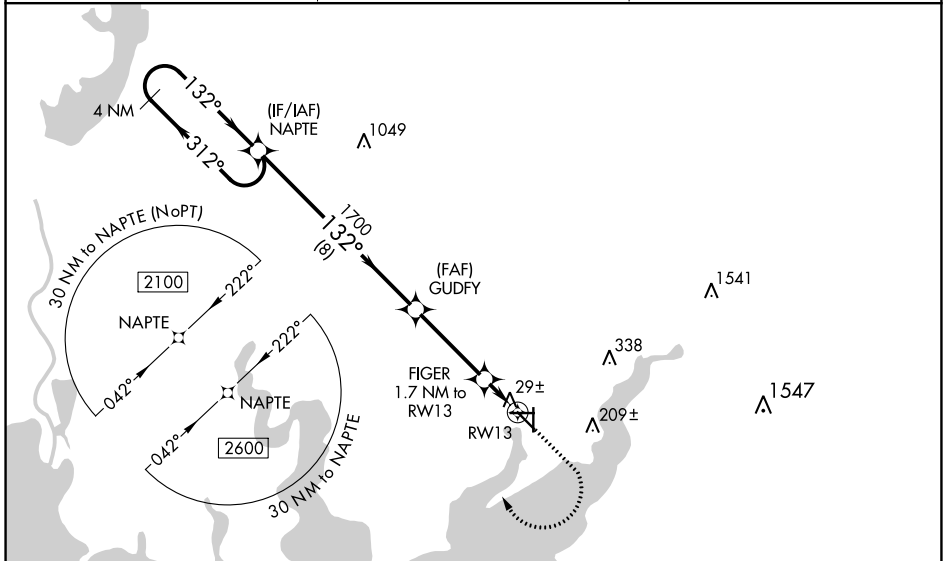 132°
4 NM
312°
(IF/IAF)
NAPTE
1049
1700
132°
(8)
30 NM to NAPTE (NoPT)
2100
222°
NAPTE
042°
(FAF)
GUDFY
1541
222°
338
FIGER
1.7 NM to
RW13
29±
NAPTE
1547
209±
RW13
042°
2600
30 NM to NAPTE